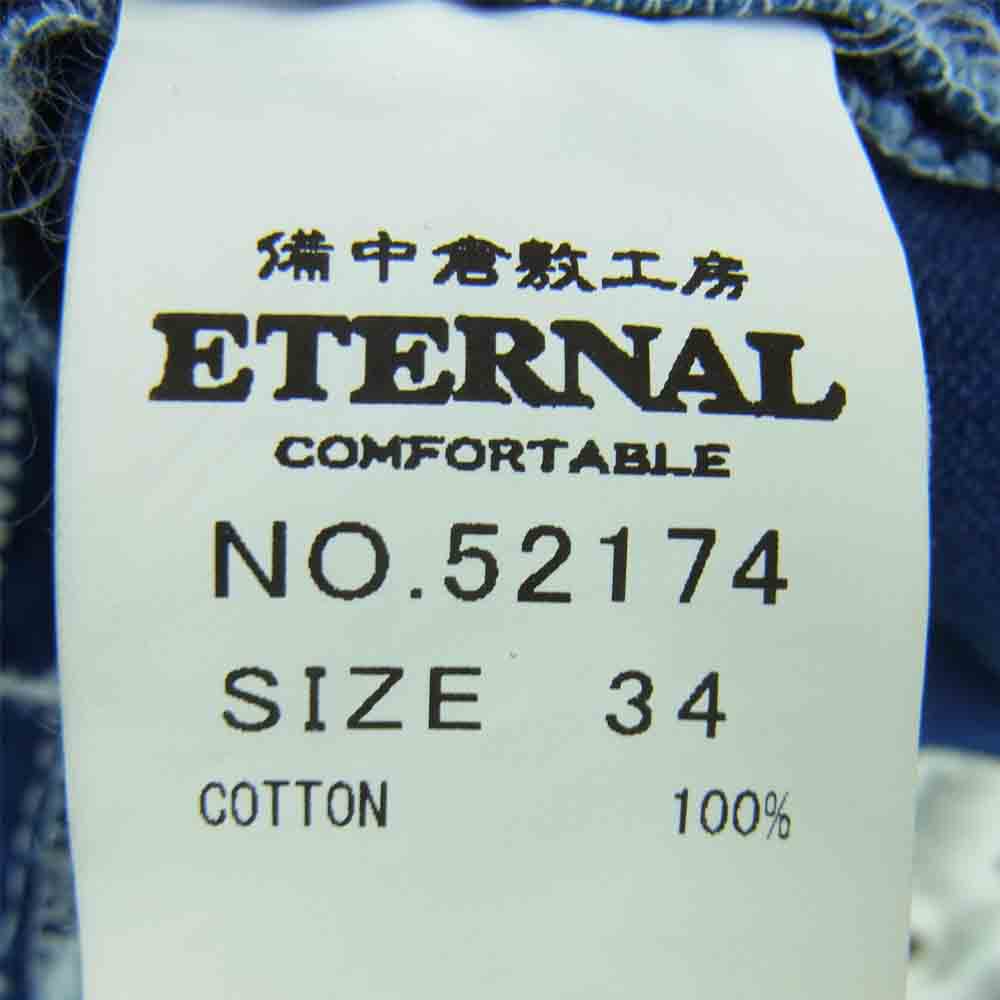 備中倉敷工房
ETERNAL
COMFORTABLE
NO.52174
SIZE 34
COTTON 100%